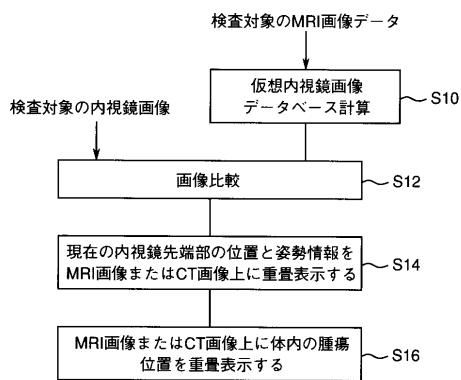 検査対象のMRI画像データ
仮想内視鏡画像
データベース計算
S10
検査対象の内視鏡画像
画像比較
S12
現在の内視鏡先端部の位置と姿勢情報を
MRI画像またはCT画像上に重畳表示する
S14
MRI画像またはCT画像上に体内の腫瘍
位置を重畳表示する
S16